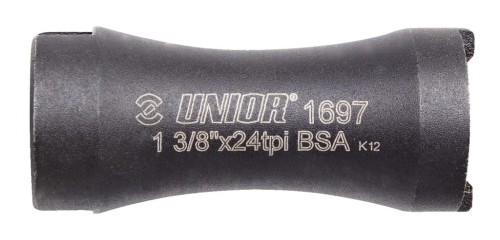 UNIOR® 1697
1 3/8"x24tpi BSA K12